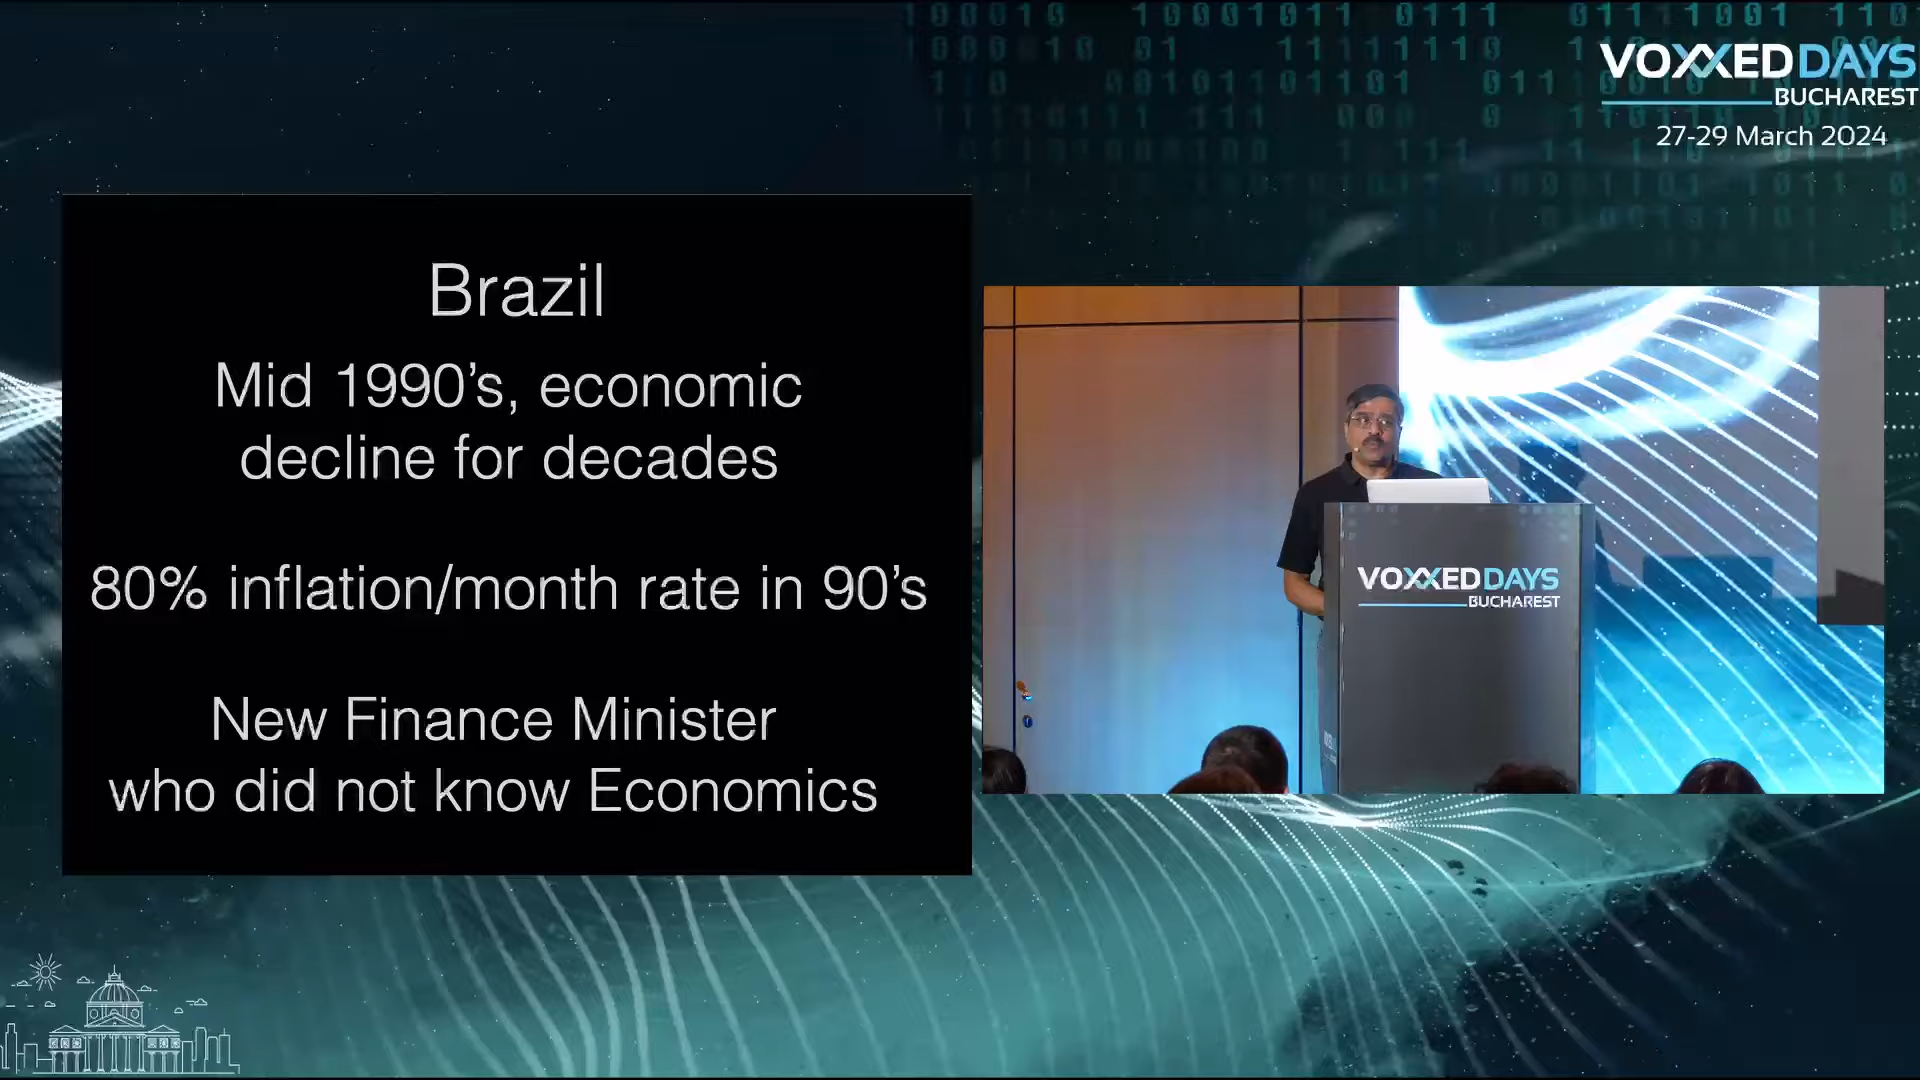 VOXXEDDAYS
BUCHAREST
27-29 March 2024
Brazil
Mid 1990's, economic
decline for decades
80% inflation/month rate in 90's
New Finance Minister
who did not know Economics
VOXXEDDAYS
BUCHAREST